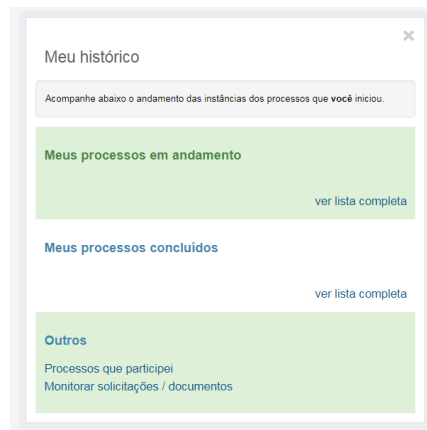 Meu histórico
Acompanhe abaixo o andamento das instâncias dos processos que você iniciou.
Meus processos em andamento
ver lista completa
Meus processos concluídos
ver lista completa
Outros
Processos que participei
Monitorar solicitações / documentos